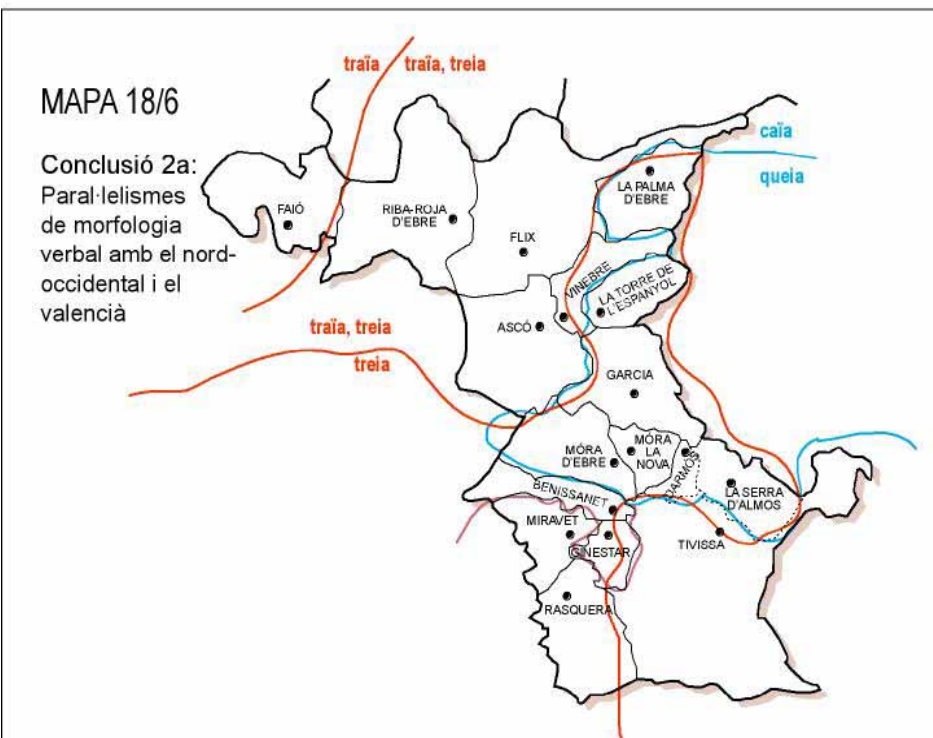 traïa
traïa, treia
MAPA 18/6
Conclusió 2a:
Paral·lelismes
de morfologia
verbal amb el nord-
occidental i el
valencià
caïa
queia
LA PALMA
D'EBRE
FAIÓ
RIBA-ROJA
D'EBRE
FLIX
VINEBRE
LA TORRE DE
L'ESPANYOL
ASCÓ
traïa, treia
treia
GARCIA
MÓRA
D'EBRE
MÓRA
LA
NOVA
DARMOS
LA SERRA
D'ALMOS
BENISSANET
MIRAVET
GINESTAR
TIVISSA
RASQUERA